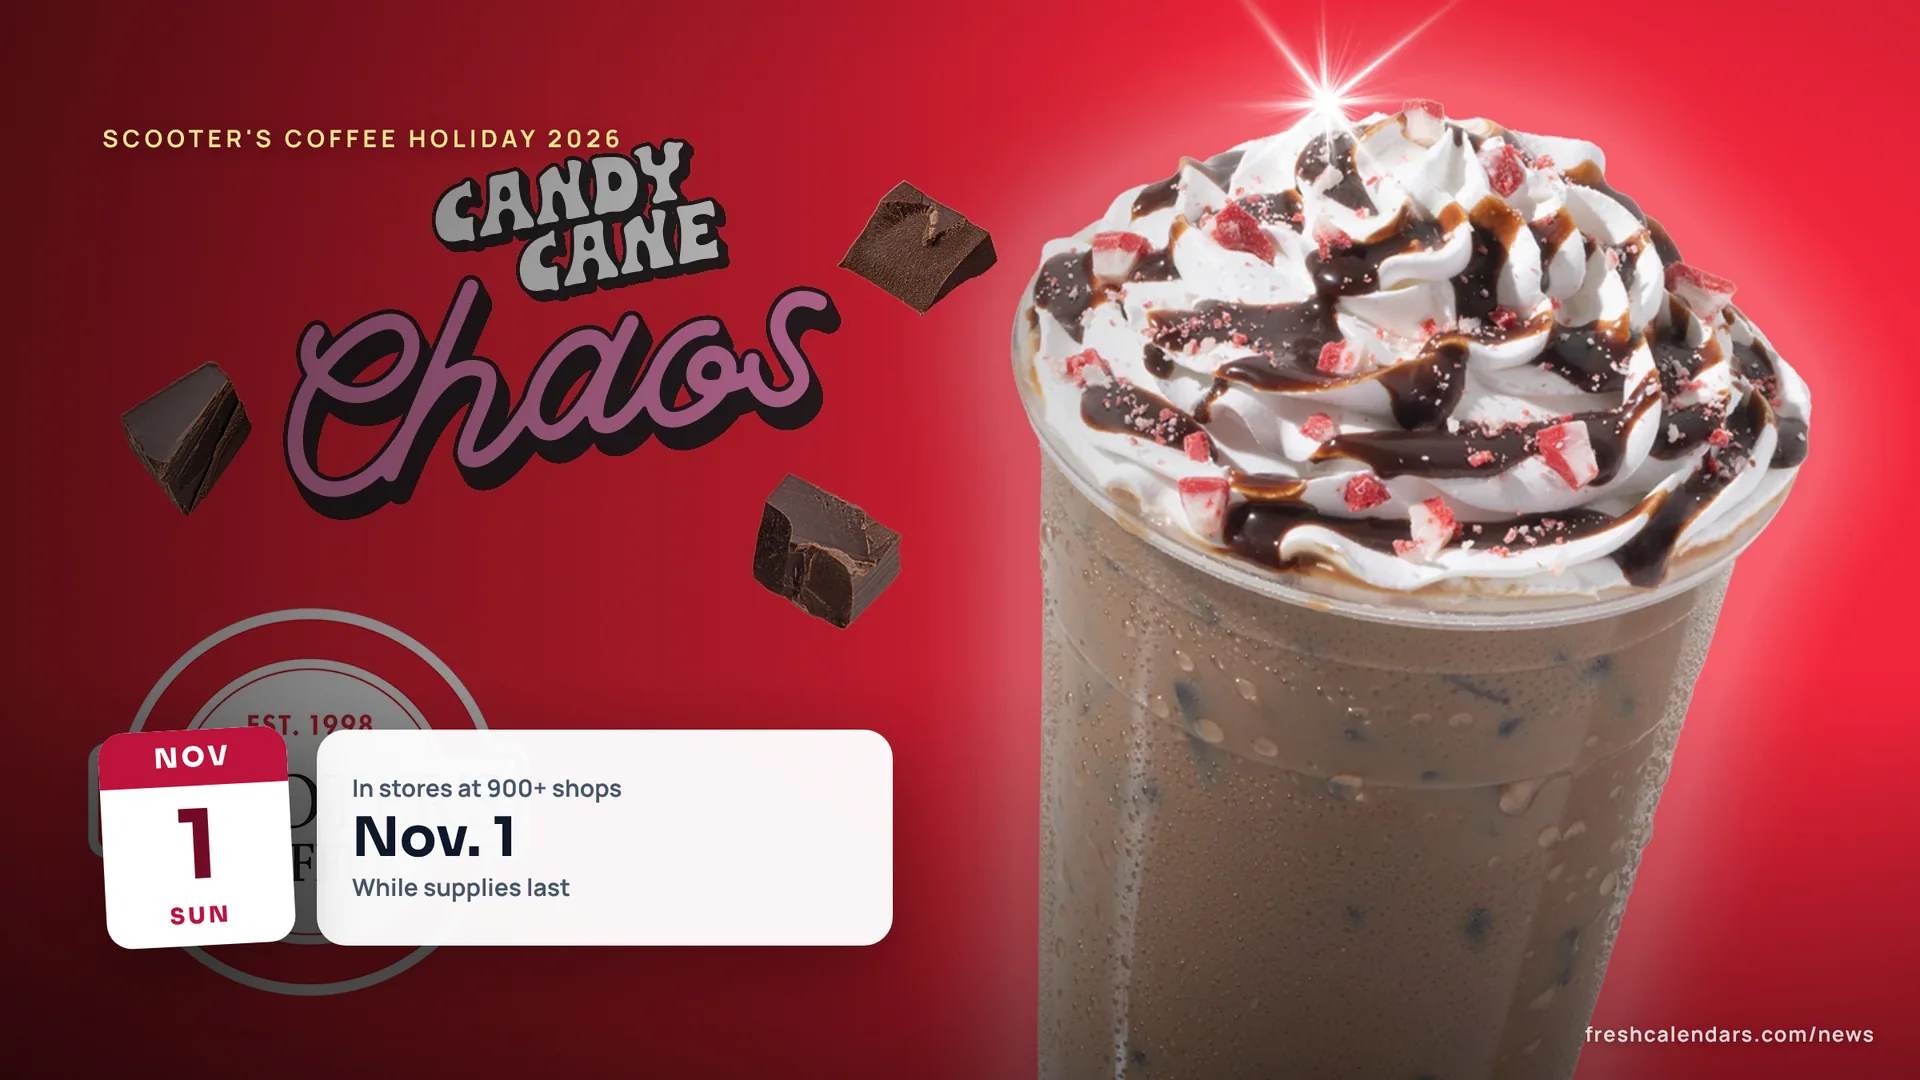 SCOOTER'S COFFEE HOLIDAY 2026
CANDY
CANE
Chaos
EST. 1998
NOV
1
SUN
In stores at 900+ shops
Nov. 1
While supplies last
freshcalendars.com/news